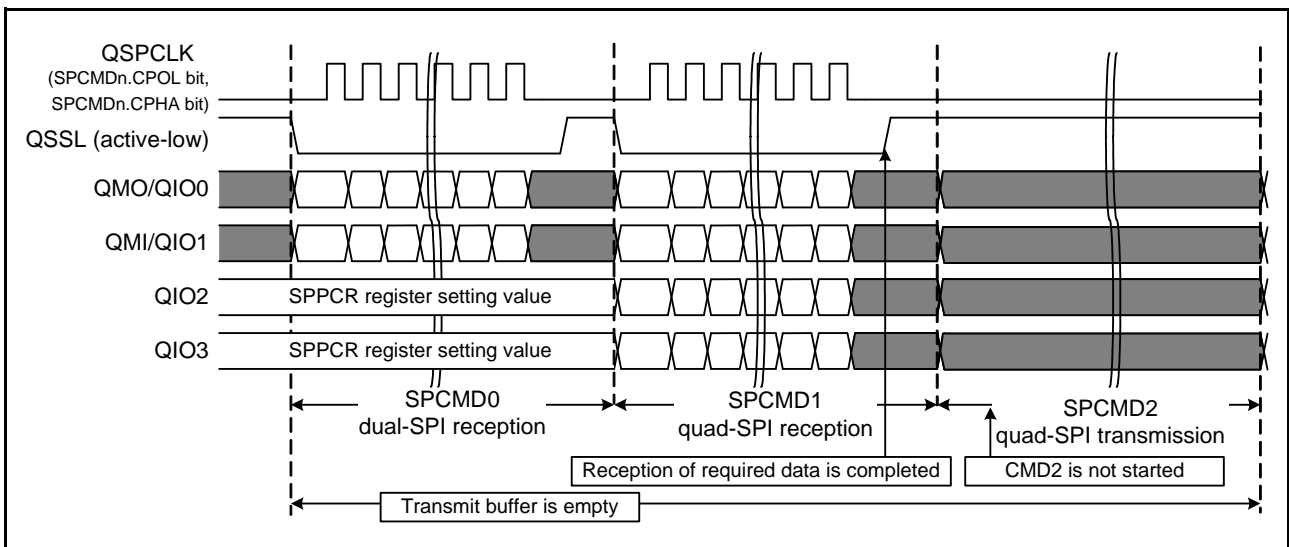 QSPCLK
(SPCMDn.CPOL bit,
SPCMDn.CPHA bit)
QSSL (active-low)
QMO/QIO0
QMI/QIO1
QIO2
SPPCR register setting value
QIO3
SPPCR register setting value
SPCMD0
dual-SPI reception
SPCMD1
quad-SPI reception
SPCMD2
quad-SPI transmission
Reception of required data is completed
CMD2 is not started
Transmit buffer is empty